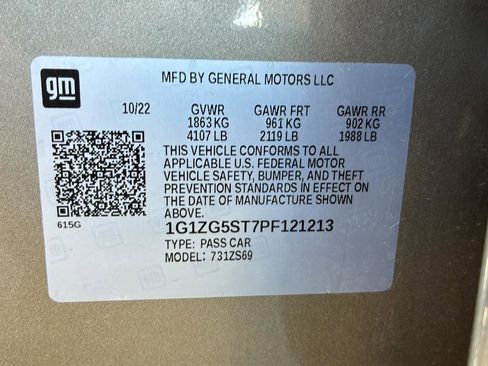 gm
MFD BY GENERAL MOTORS LLC
10/22 GVWR GAWR FRT GAWR RR
1863 KG 961 KG 902 KG
4107 LB 2119 LB 1988 LB
THIS VEHICLE CONFORMS TO ALL
APPLICABLE U.S. FEDERAL MOTOR
VEHICLE SAFETY, BUMPER, AND THEFT
PREVENTION STANDARDS IN EFFECT ON
THE DATE OF MANUFACTURE SHOWN
ABOVE.
615G
1G1ZG5ST7PF121213
TYPE: PASS CAR
MODEL: 731ZS69